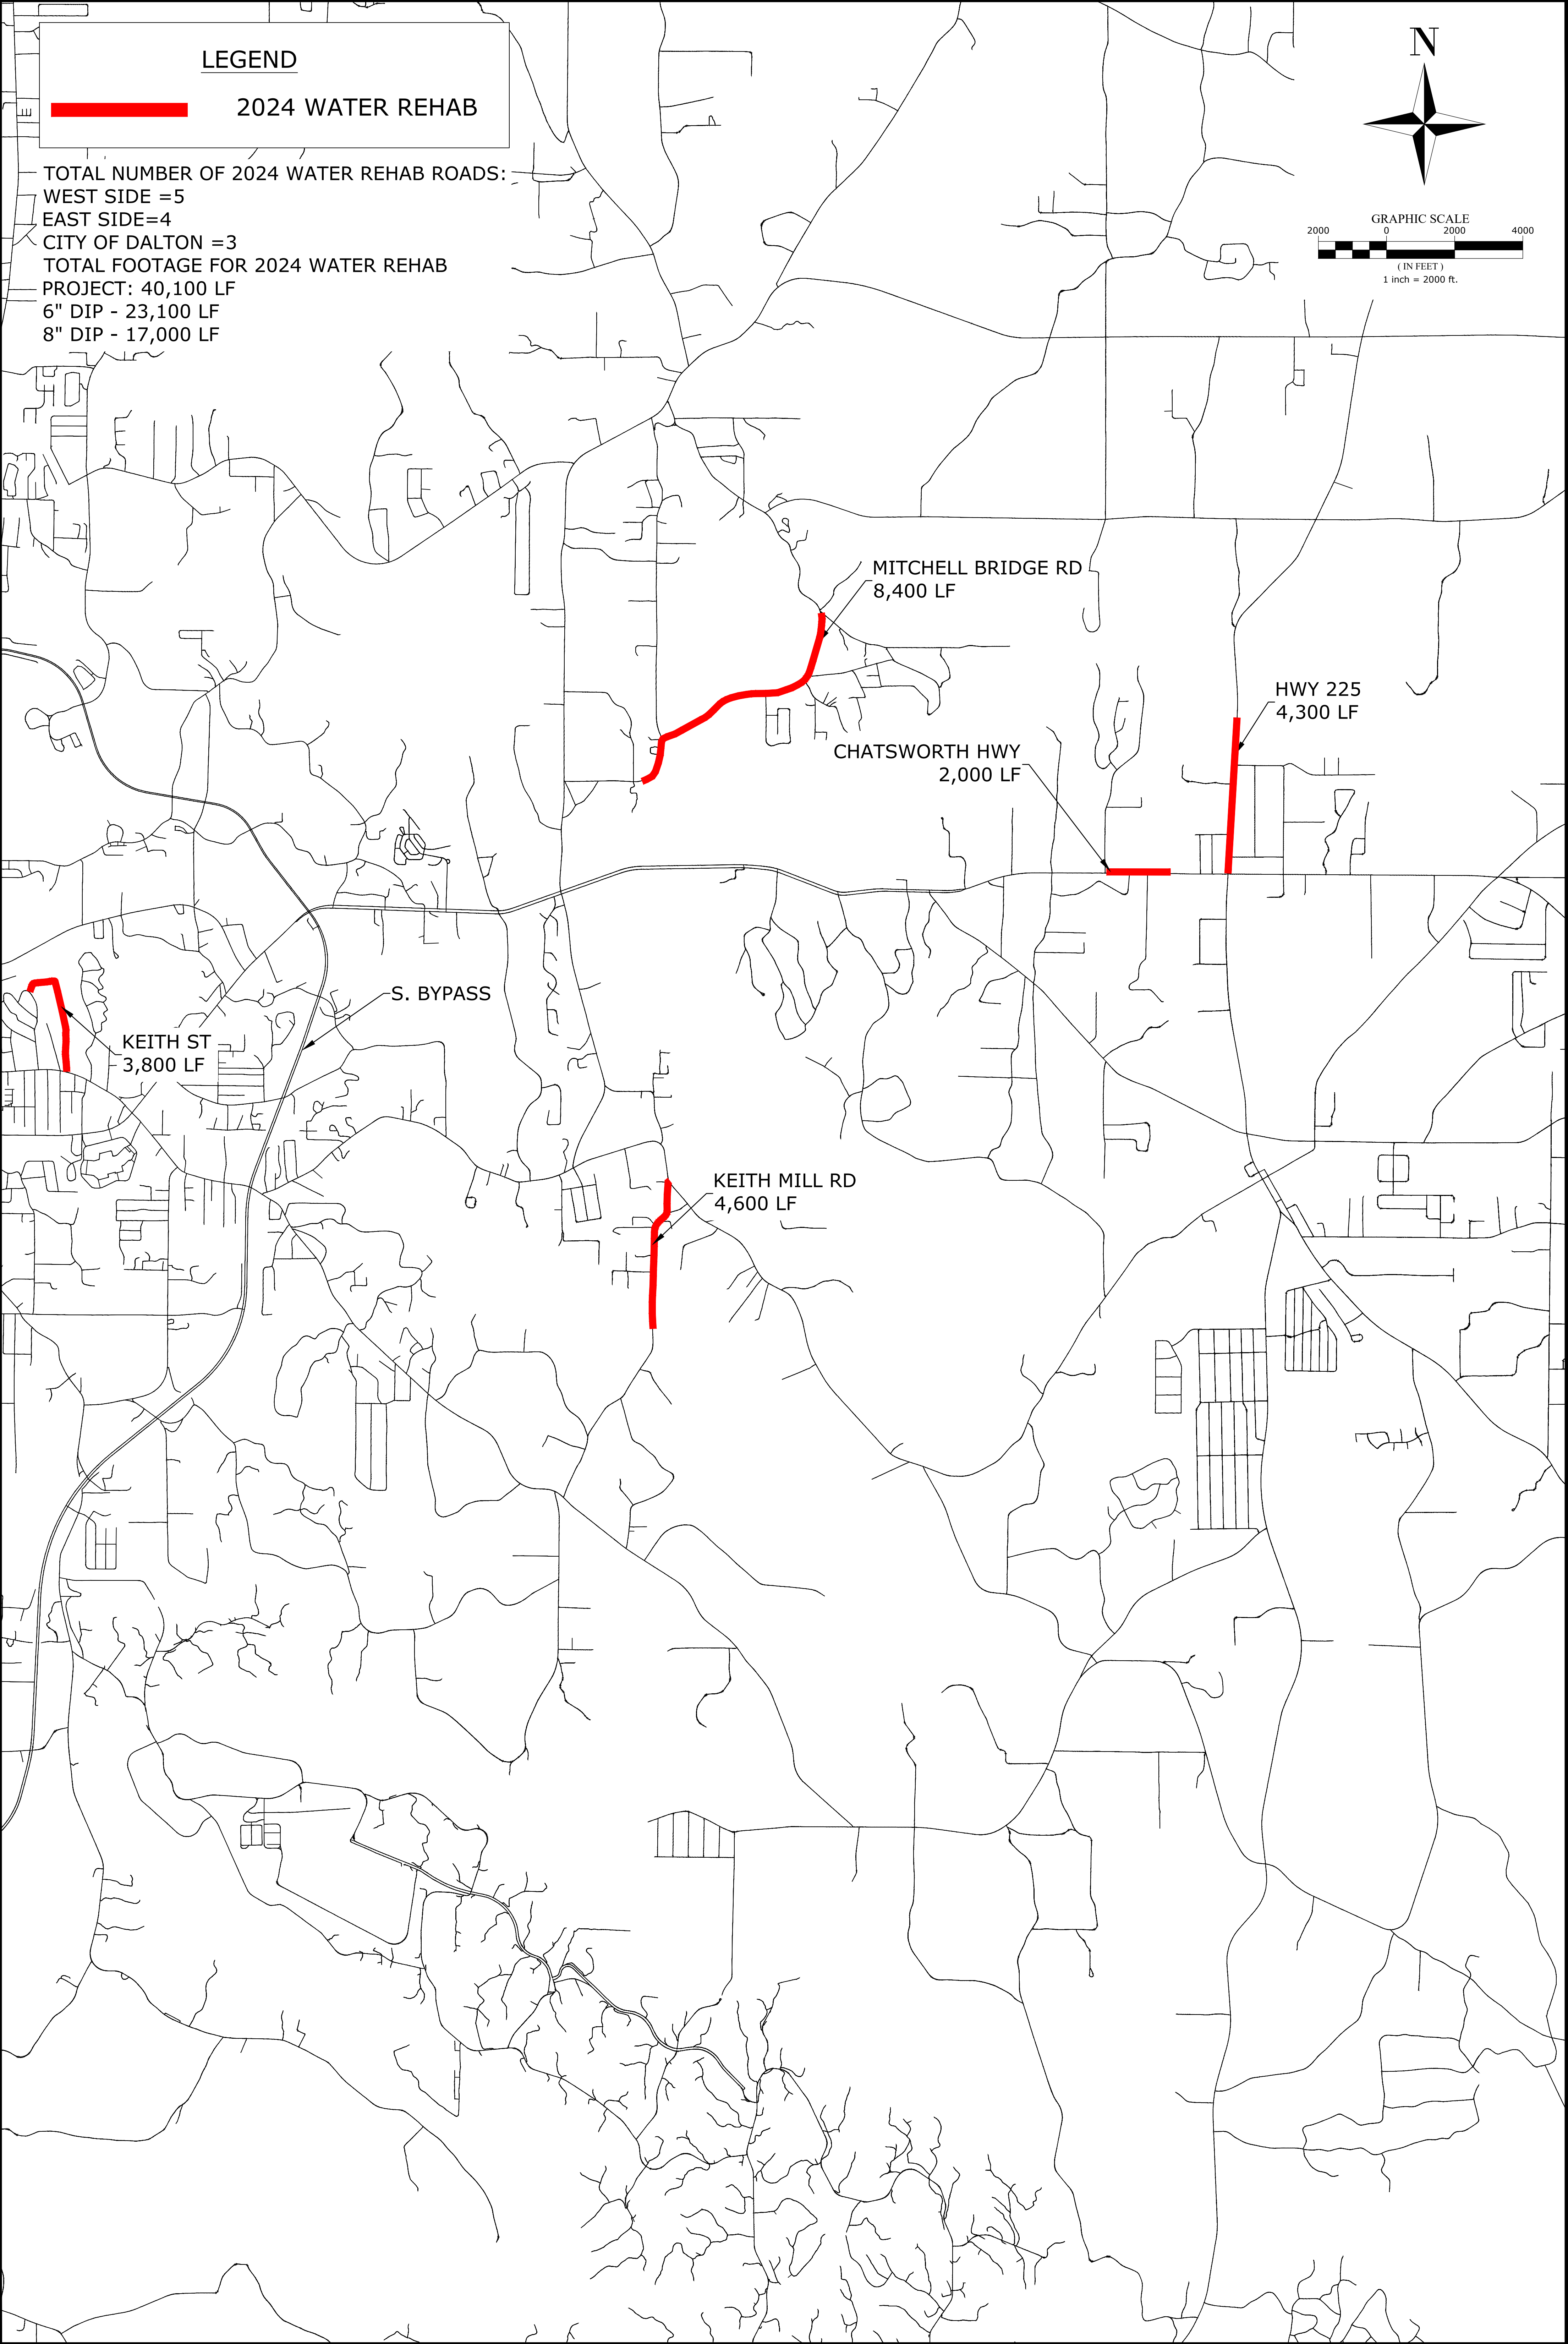 LEGEND
2024 WATER REHAB
TOTAL NUMBER OF 2024 WATER REHAB ROADS:
WEST SIDE =5
EAST SIDE=4
CITY OF DALTON =3
TOTAL FOOTAGE FOR 2024 WATER REHAB
PROJECT: 40,100 LF
6" DIP - 23,100 LF
8" DIP - 17,000 LF
N
GRAPHIC SCALE
2000 0 2000 4000
( IN FEET )
1 inch = 2000 ft.
MITCHELL BRIDGE RD
8,400 LF
HWY 225
4,300 LF
CHATSWORTH HWY
2,000 LF
S. BYPASS
KEITH ST
3,800 LF
KEITH MILL RD
4,600 LF